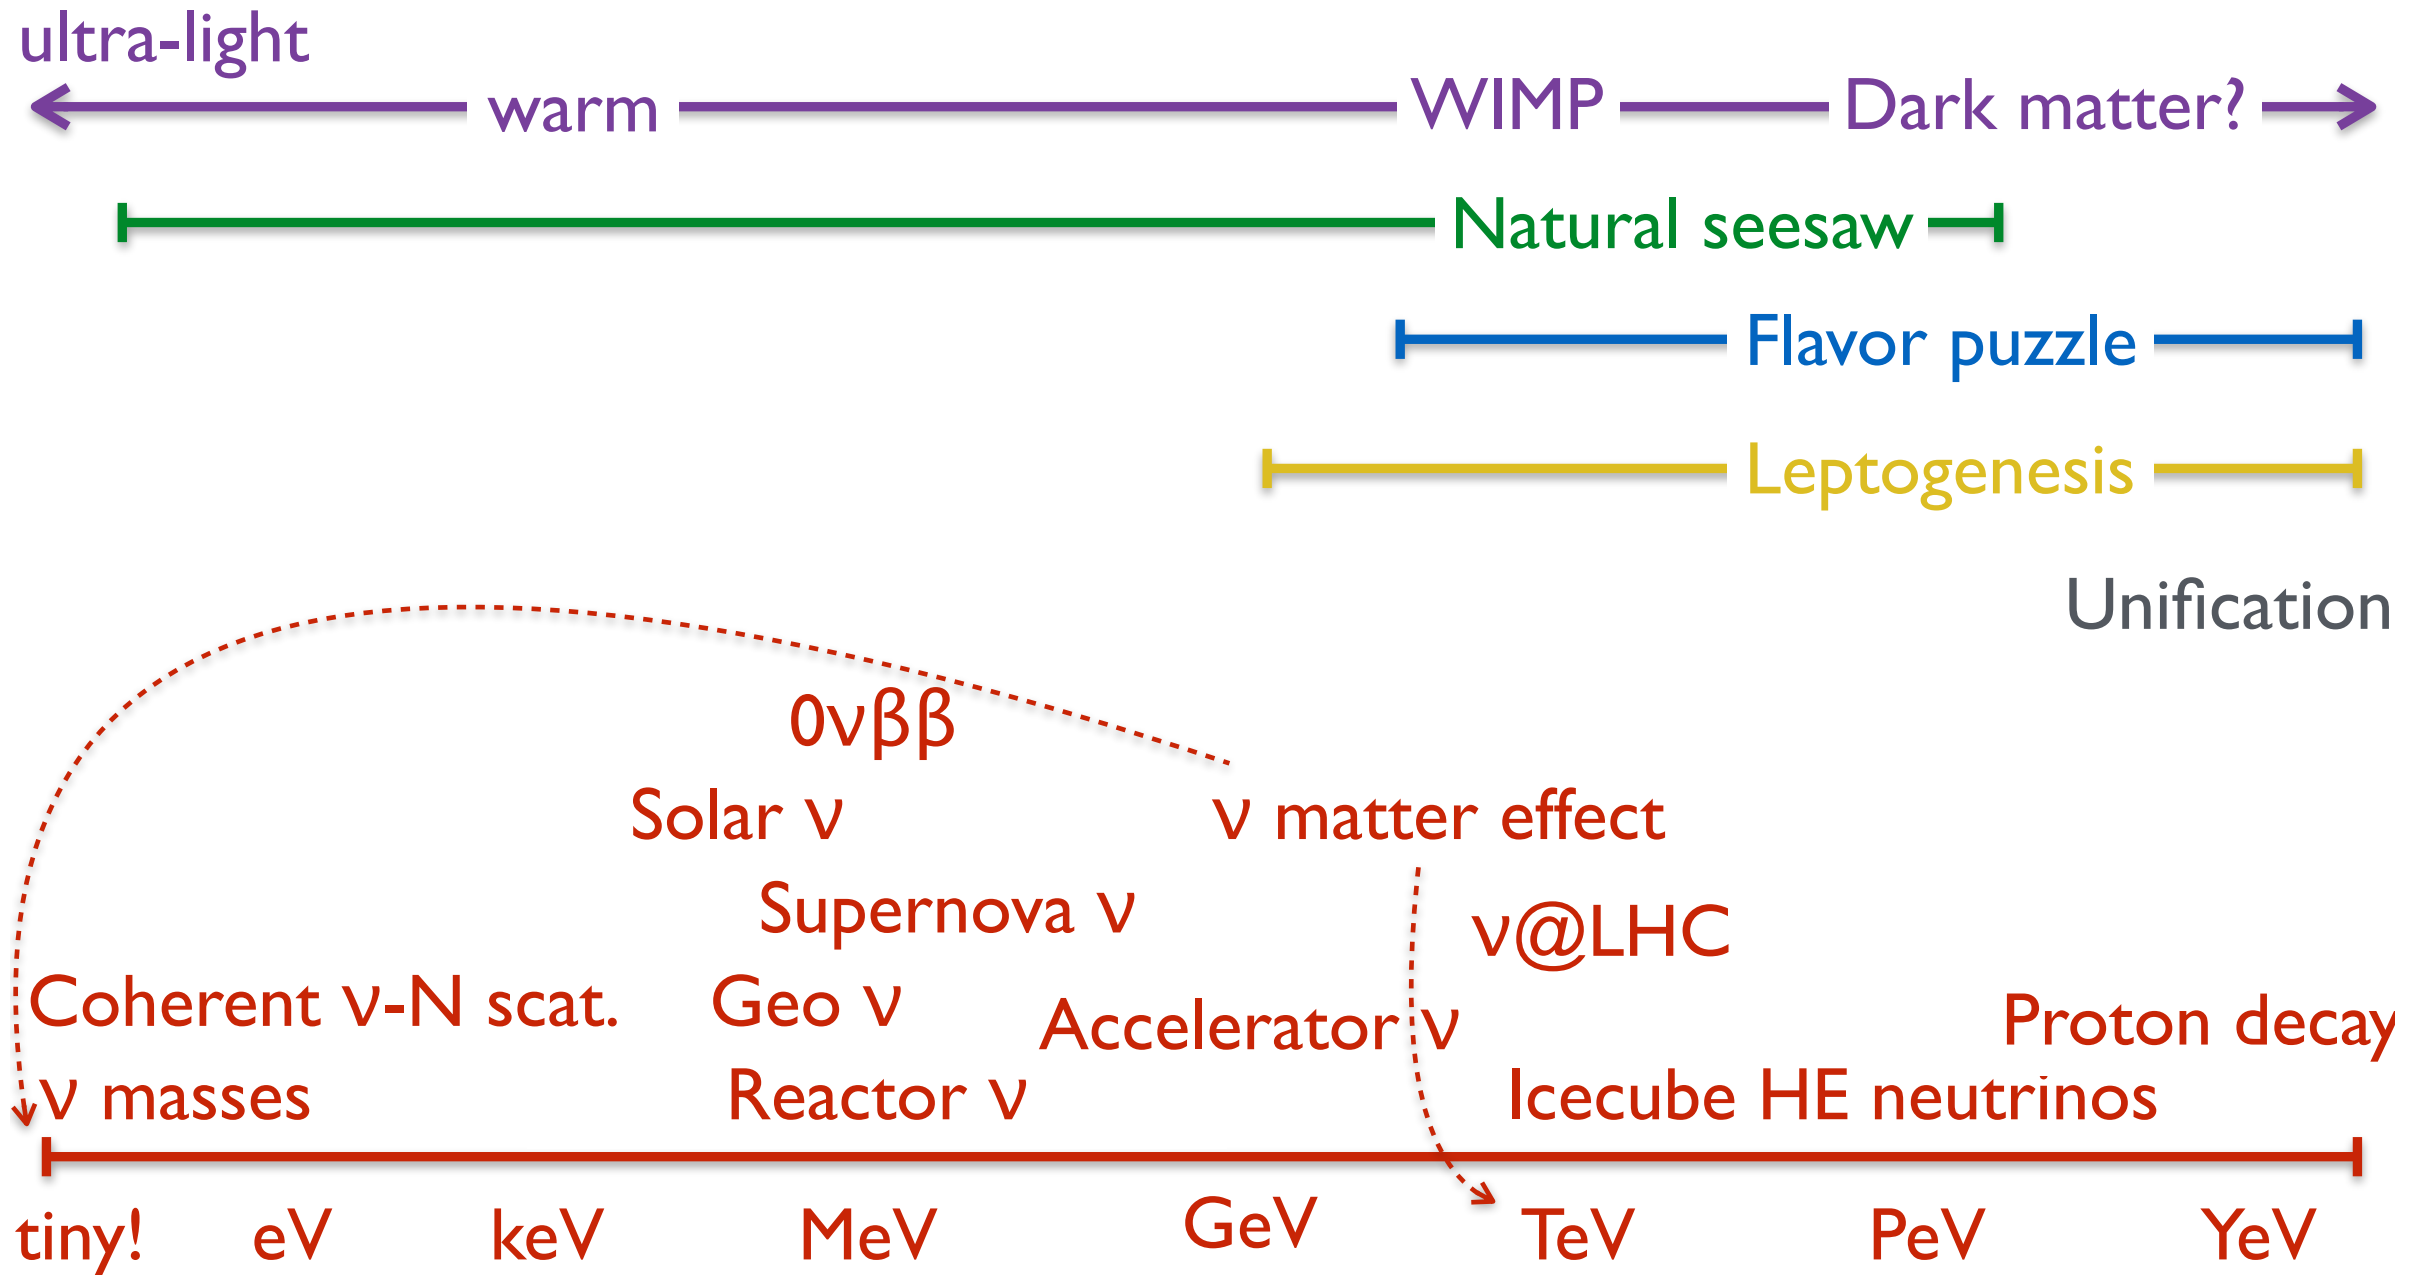 ultra-light
warm WIMP Dark matter?
Natural seesaw
Flavor puzzle
Leptogenesis
Unification
0νββ
Solar ν ν matter effect
Supernova ν ν@LHC
Coherent ν-N scat. Geo ν Accelerator ν Proton decay
ν masses Reactor ν Icecube HE neutrinos
tiny! eV keV MeV GeV TeV PeV YeV